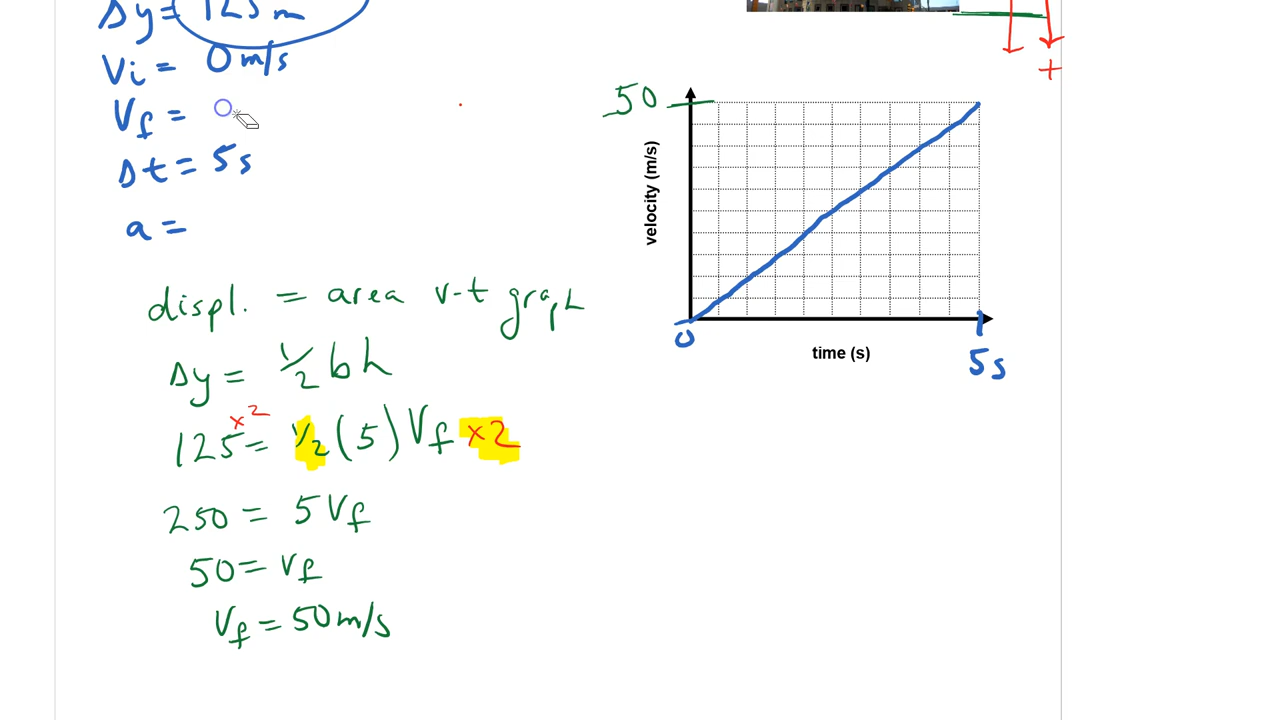 Δy = 125 m
Vi = 0 m/s
Vf =
Δt = 5 s
a =
+
50
velocity (m/s)
0
time (s)
5s
displ. = area v-t graph
Δy = 1/2 bh
x2
125 = 1/2 (5) Vf x2
250 = 5 Vf
50 = Vf
Vf = 50 m/s